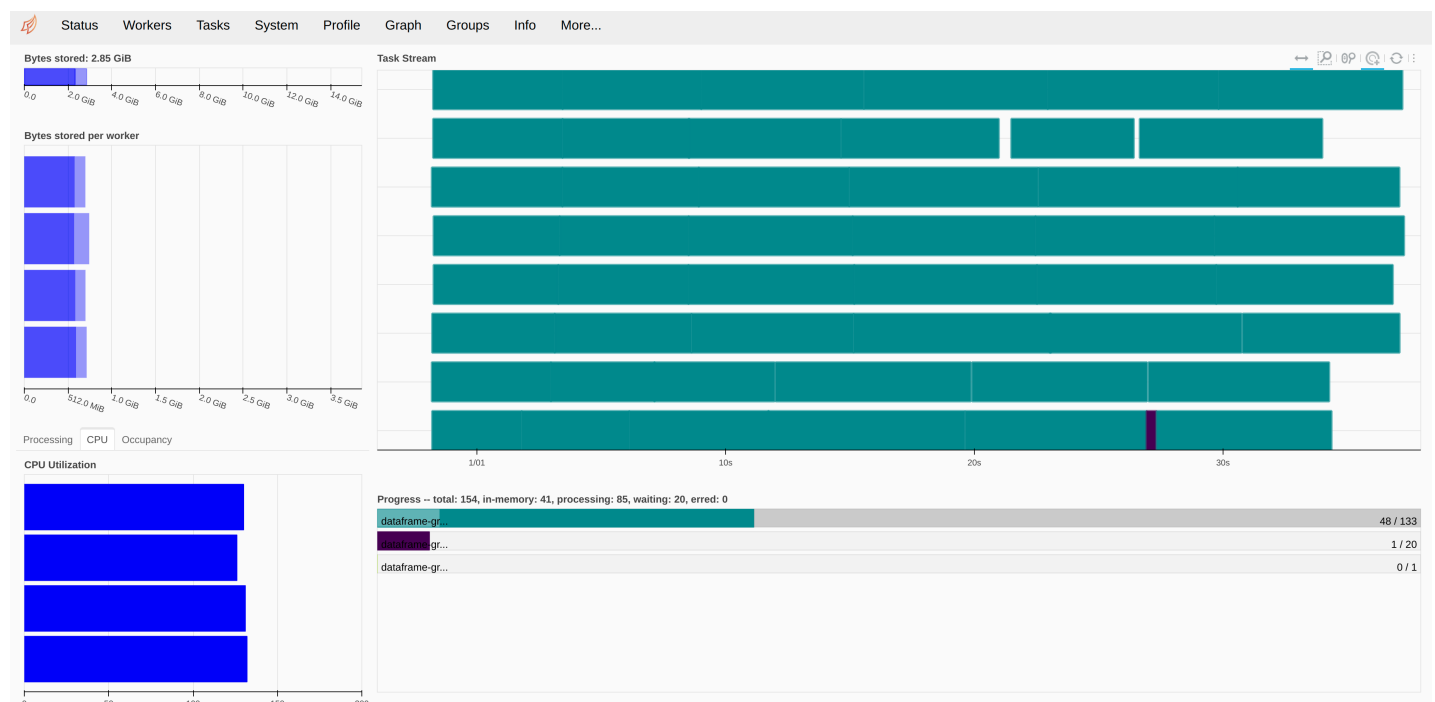 Status Workers Tasks System Profile Graph Groups Info More...
Bytes stored: 2.85 GiB
0.0 2.0 GiB 4.0 GiB 6.0 GiB 8.0 GiB 10.0 GiB 12.0 GiB 14.0 GiB
Bytes stored per worker
0.0 512.0 MiB 1.0 GiB 1.5 GiB 2.0 GiB 2.5 GiB 3.0 GiB 3.5 GiB
Processing CPU Occupancy
CPU Utilization
0 50 100 150 200
Task Stream
1/01 10s 20s 30s
Progress -- total: 154, in-memory: 41, processing: 85, waiting: 20, erred: 0
dataframe-gr... 48 / 133
dataframe-gr... 1 / 20
dataframe-gr... 0 / 1